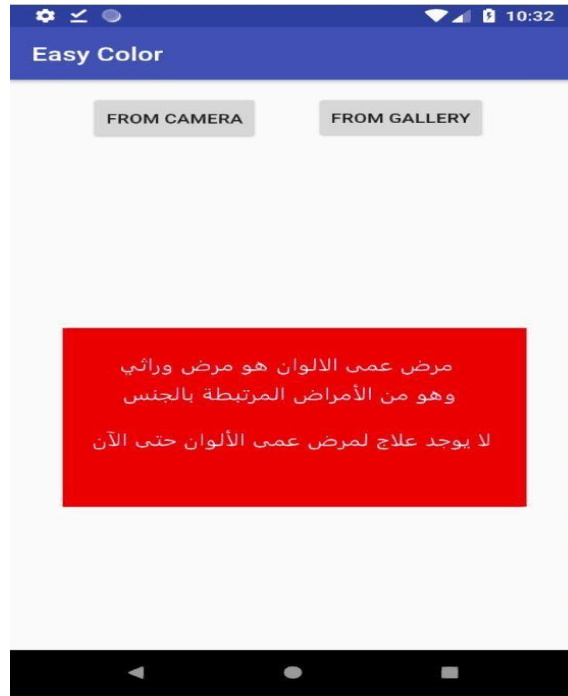 10:32
Easy Color
FROM CAMERA
FROM GALLERY
مرض عمى الالوان هو مرض وراثي
وهو من الأمراض المرتبطة بالجنس
لا يوجد علاج لمرض عمى الألوان حتى الآن